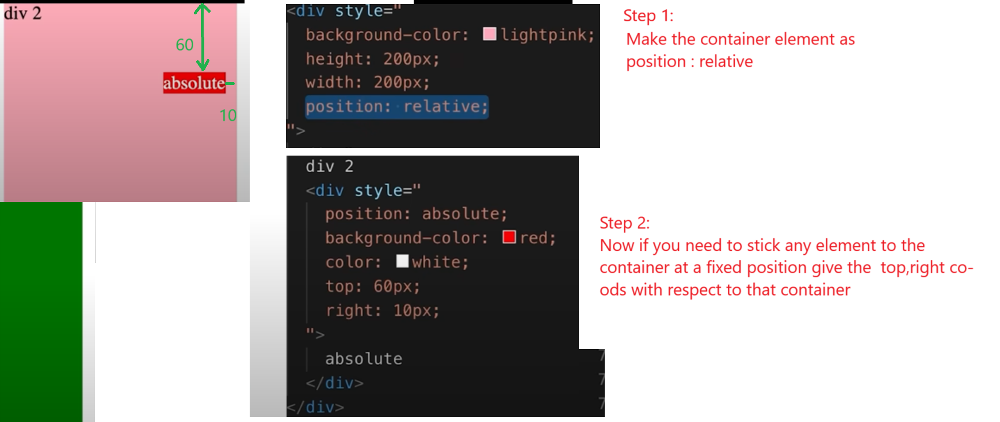 div 2
60
absolute
10
<div style="
background-color: lightpink;
height: 200px;
width: 200px;
position: relative;
">
Step 1:
Make the container element as
position : relative
div 2
<div style="
position: absolute;
background-color: red;
color: white;
top: 60px;
right: 10px;
">
absolute
</div>
</div>
7
7
7
Step 2:
Now if you need to stick any element to the
container at a fixed position give the  top,right co-
ods with respect to that container